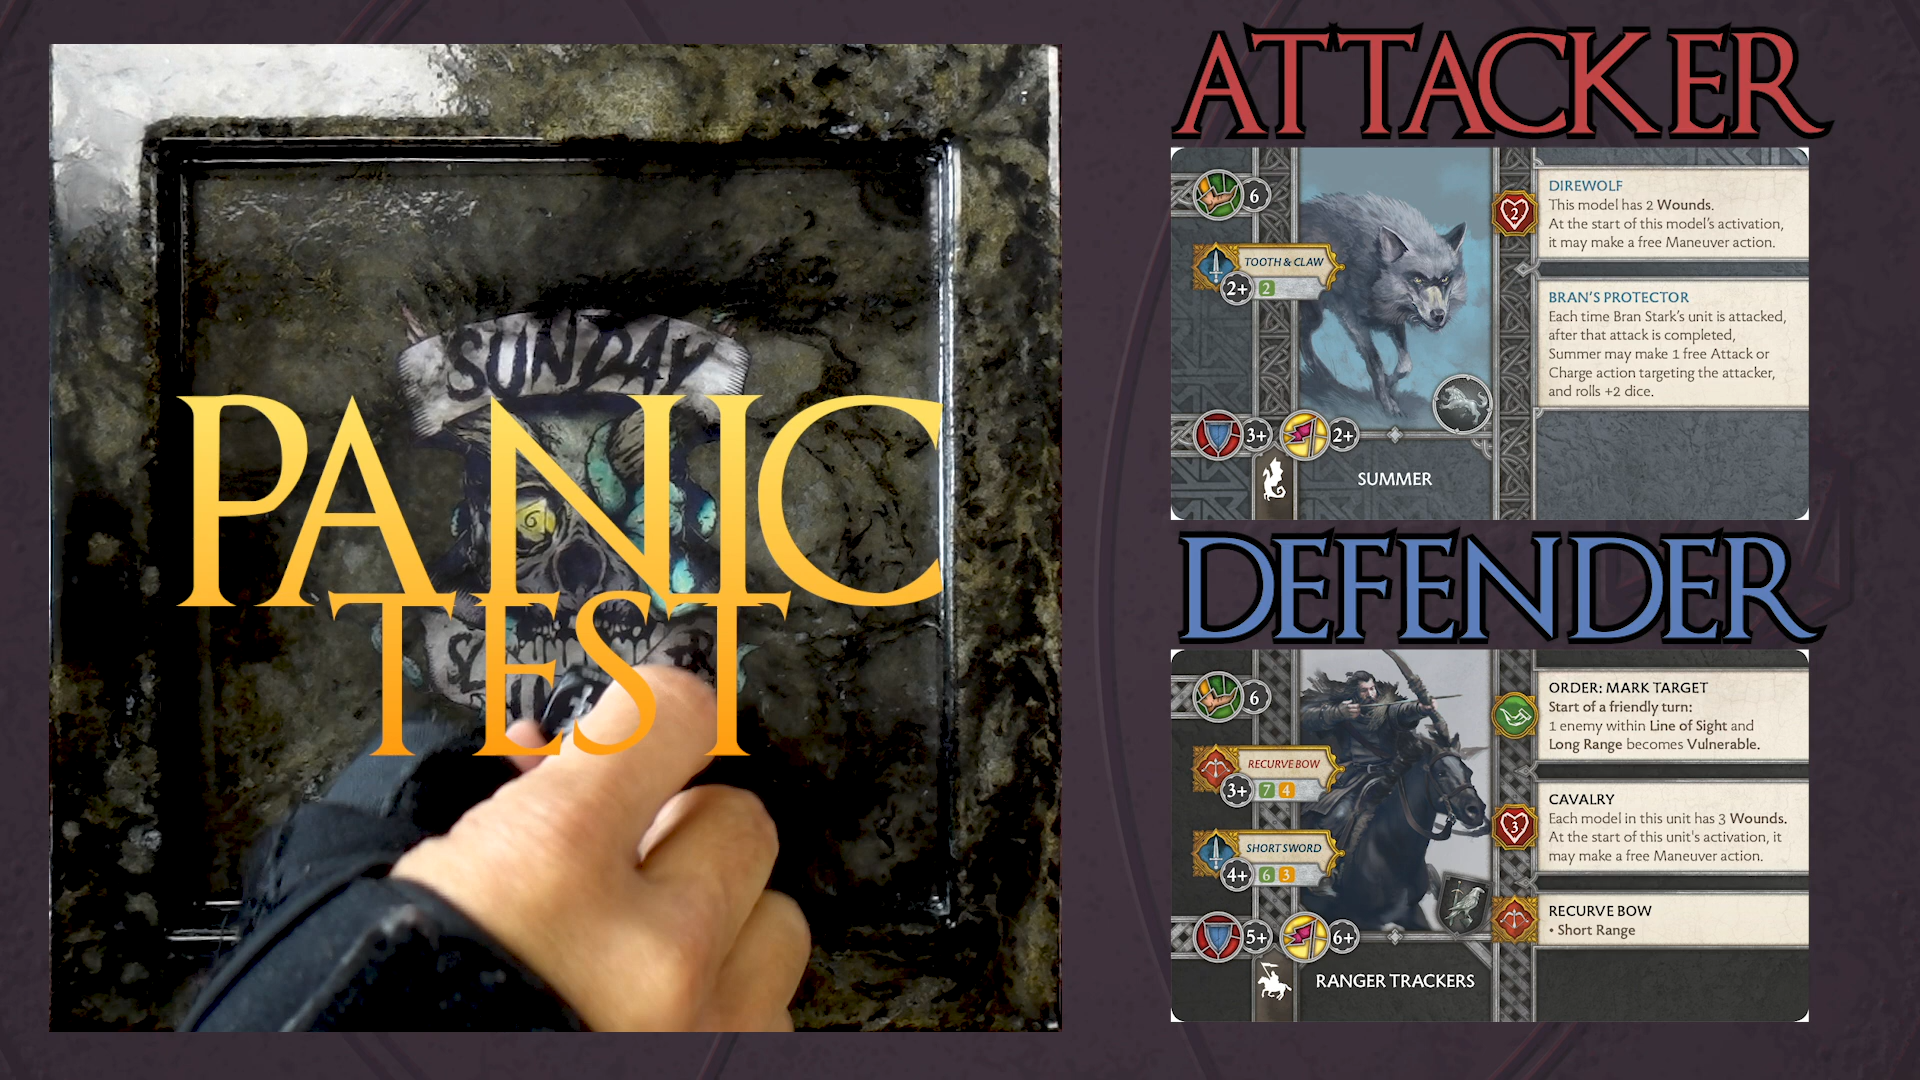 SUNDAY
PANIC
TEST
ATTACKER
6
TOOTH & CLAW
2+ 2
3+ 2+
SUMMER
2
DIREWOLF
This model has 2 Wounds.
At the start of this model's activation,
it may make a free Maneuver action.
BRAN'S PROTECTOR
Each time Bran Stark's unit is attacked,
after that attack is completed,
Summer may make 1 free Attack or
Charge action targeting the attacker,
and rolls +2 dice.
DEFENDER
6
RECURVE BOW
3+ 7 4
SHORT SWORD
4+ 6 3
5+ 6+
RANGER TRACKERS
ORDER: MARK TARGET
Start of a friendly turn:
1 enemy within Line of Sight and
Long Range becomes Vulnerable.
3
CAVALRY
Each model in this unit has 3 Wounds.
At the start of this unit's activation, it
may make a free Maneuver action.
RECURVE BOW
• Short Range